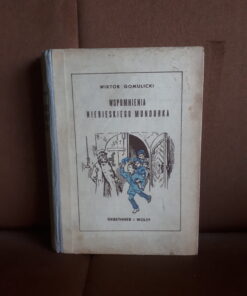 WIKTOR GOMULICKI
WSPOMNIENIA
NIEBIESKIEGO MUNDURKA
GEBETHNER i WOLFF